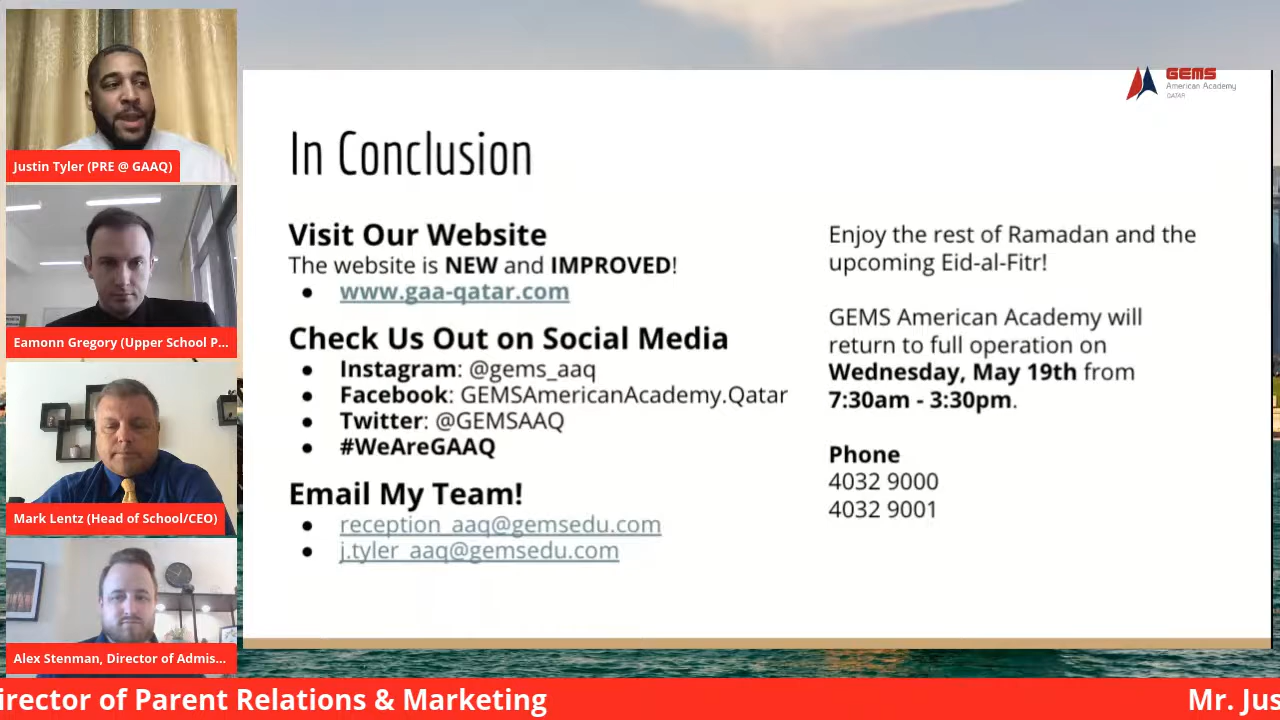 Justin Tyler (PRE @ GAAQ)
Eamonn Gregory (Upper School P...
Mark Lentz (Head of School/CEO)
Alex Stenman, Director of Admis...
GEMS
American Academy
QATAR
In Conclusion
Visit Our Website
The website is NEW and IMPROVED!
● www.gaa-qatar.com
Check Us Out on Social Media
● Instagram: @gems_aaq
● Facebook: GEMSAmericanAcademy.Qatar
● Twitter: @GEMSAAQ
● #WeAreGAAQ
Email My Team!
● reception_aaq@gemsedu.com
● j.tyler_aaq@gemsedu.com
Enjoy the rest of Ramadan and the
upcoming Eid-al-Fitr!
GEMS American Academy will
return to full operation on
Wednesday, May 19th from
7:30am - 3:30pm.
Phone
4032 9000
4032 9001
irector of Parent Relations & Marketing
Mr. Jus